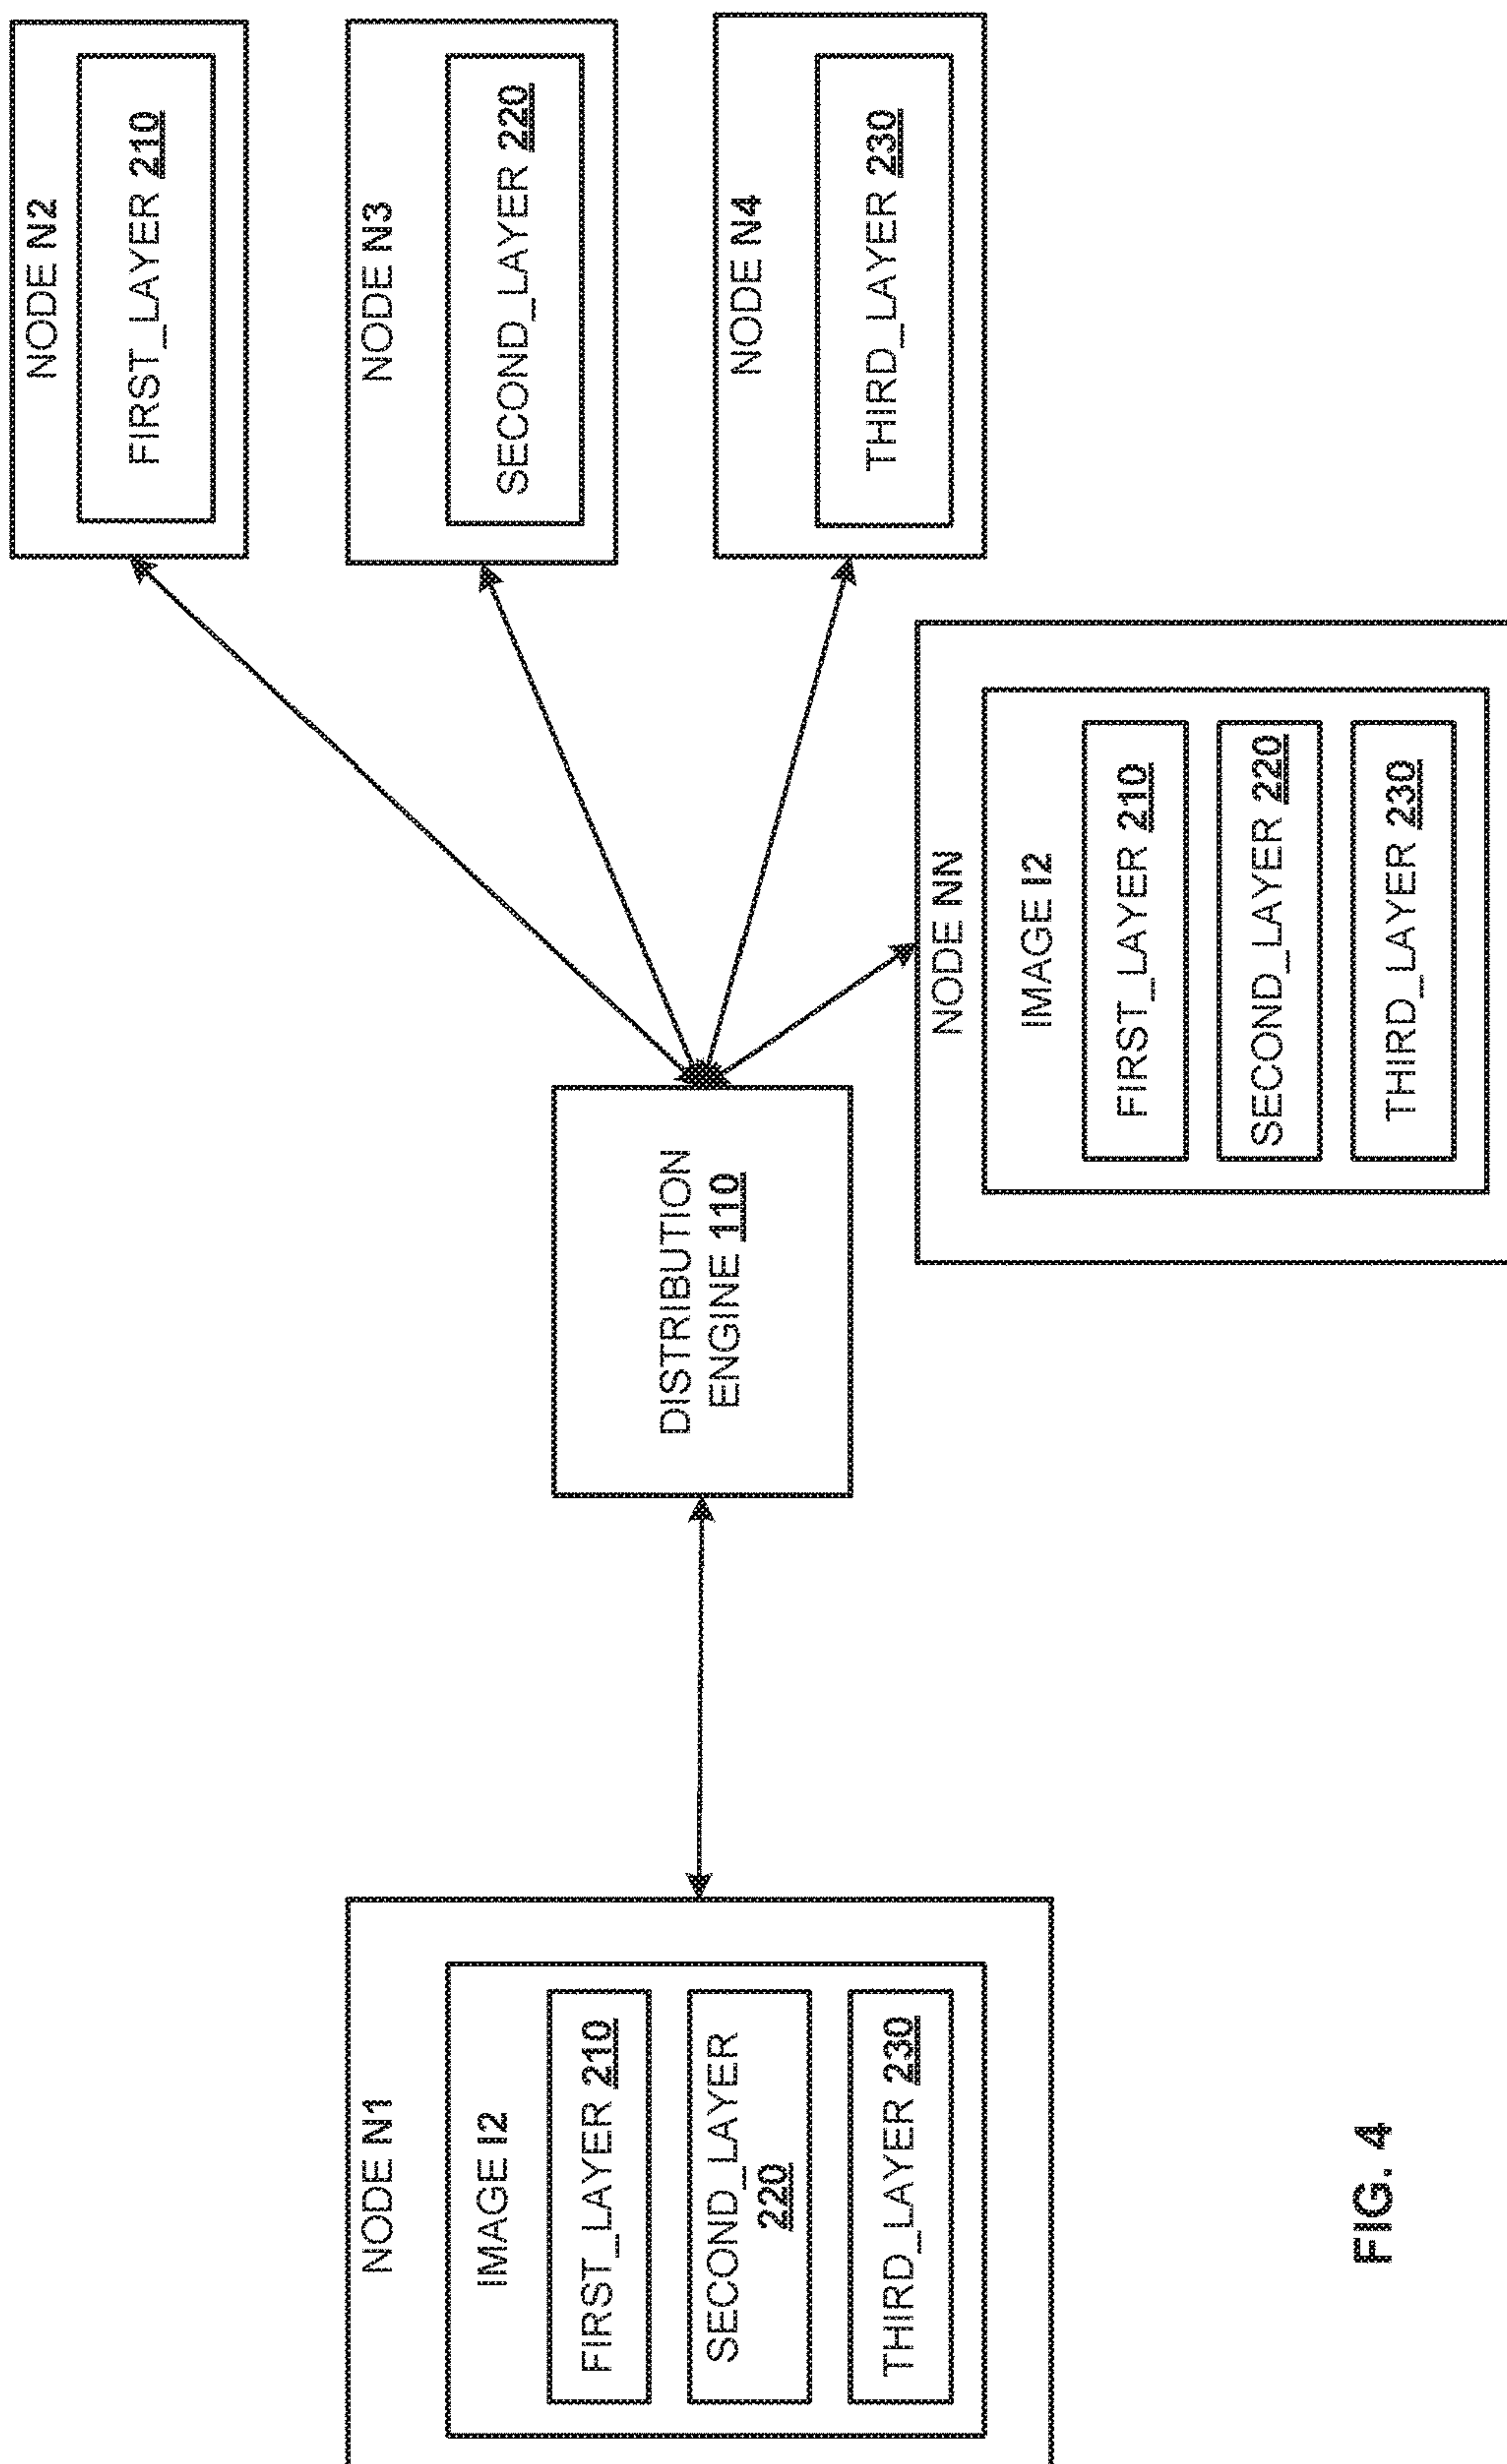 NODE N1
IMAGE I2
FIRST_LAYER 210
SECOND_LAYER
220
THIRD_LAYER 230
DISTRIBUTION
ENGINE 110
NODE N2
FIRST_LAYER 210
NODE N3
SECOND_LAYER 220
NODE N4
THIRD_LAYER 230
NODE NN
IMAGE I2
FIRST_LAYER 210
SECOND_LAYER 220
THIRD_LAYER 230
FIG. 4